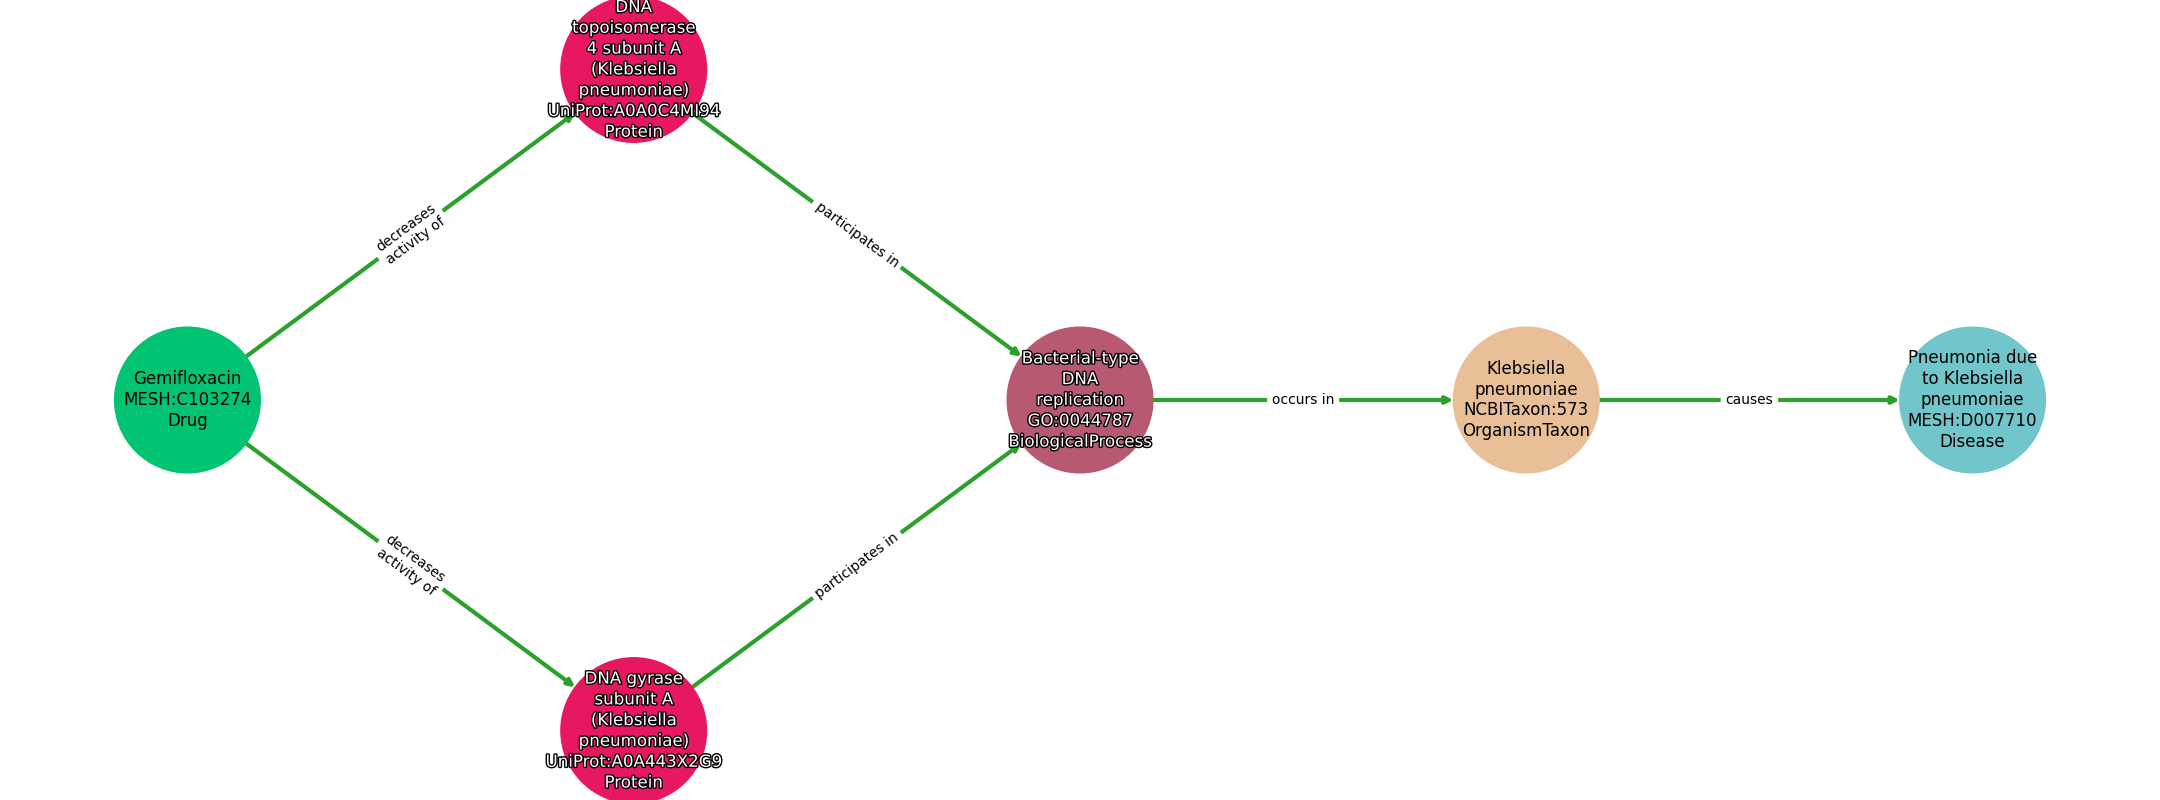 DNA
topoisomerase
4 subunit A
(Klebsiella
pneumoniae)
UniProt:A0A0C4MI94
Protein
decreases
activity of
participates in
Gemifloxacin
MESH:C103274
Drug
Bacterial-type
DNA
replication
GO:0044787
BiologicalProcess
occurs in
Klebsiella
pneumoniae
NCBITaxon:573
OrganismTaxon
causes
Pneumonia due
to Klebsiella
pneumoniae
MESH:D007710
Disease
decreases
activity of
participates in
DNA gyrase
subunit A
(Klebsiella
pneumoniae)
UniProt:A0A443X2G9
Protein